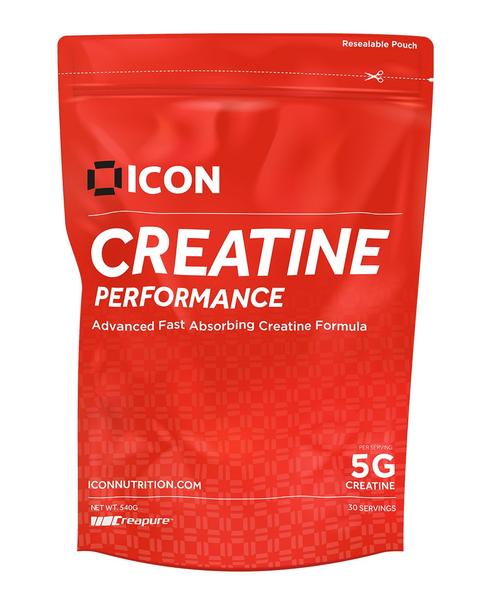 Resealable Pouch
ICON
CREATINE
PERFORMANCE
Advanced Fast Absorbing Creatine Formula
PER SERVING
5G
CREATINE
ICONNUTRITION.COM
NET WT. 540G
30 SERVINGS
Creapure™